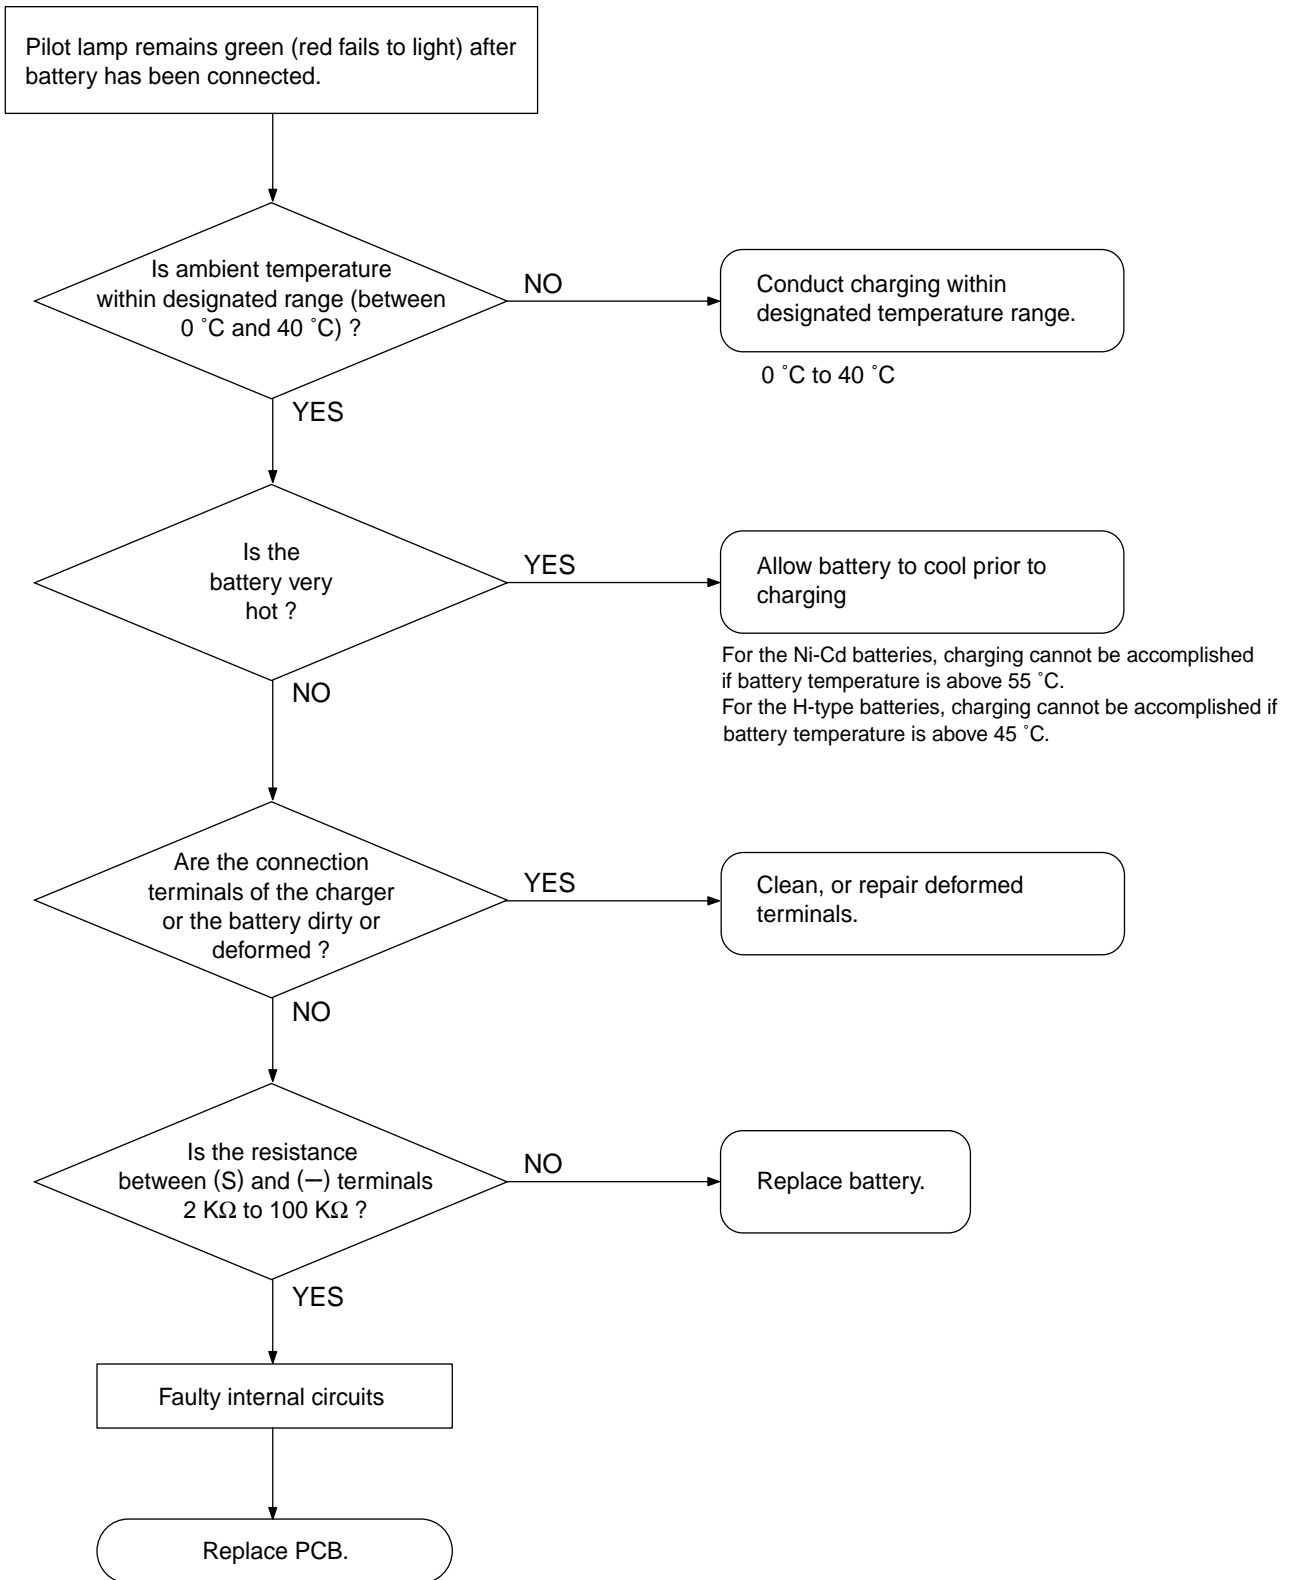 Pilot lamp remains green (red fails to light) after
battery has been connected.
Is ambient temperature
within designated range (between
0 ˚C and 40 ˚C) ?
NO
Conduct charging within
designated temperature range.
0 ˚C to 40 ˚C
YES
Is the
battery very
hot ?
YES
Allow battery to cool prior to
charging
For the Ni-Cd batteries, charging cannot be accomplished
if battery temperature is above 55 ˚C.
For the H-type batteries, charging cannot be accomplished if
battery temperature is above 45 ˚C.
NO
Are the connection
terminals of the charger
or the battery dirty or
deformed ?
YES
Clean, or repair deformed
terminals.
NO
Is the resistance
between (S) and (—) terminals
2 KΩ to 100 KΩ ?
NO
Replace battery.
YES
Faulty internal circuits
Replace PCB.